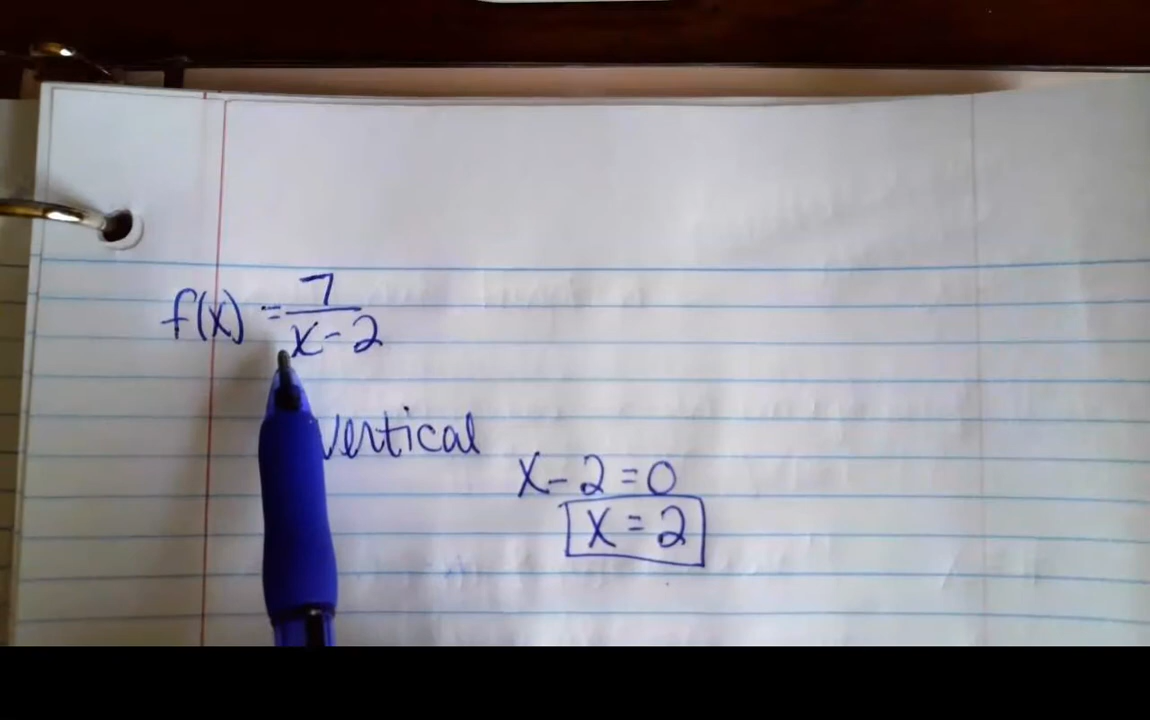 f(x) = 7/(x-2)
vertical
x-2=0
x=2